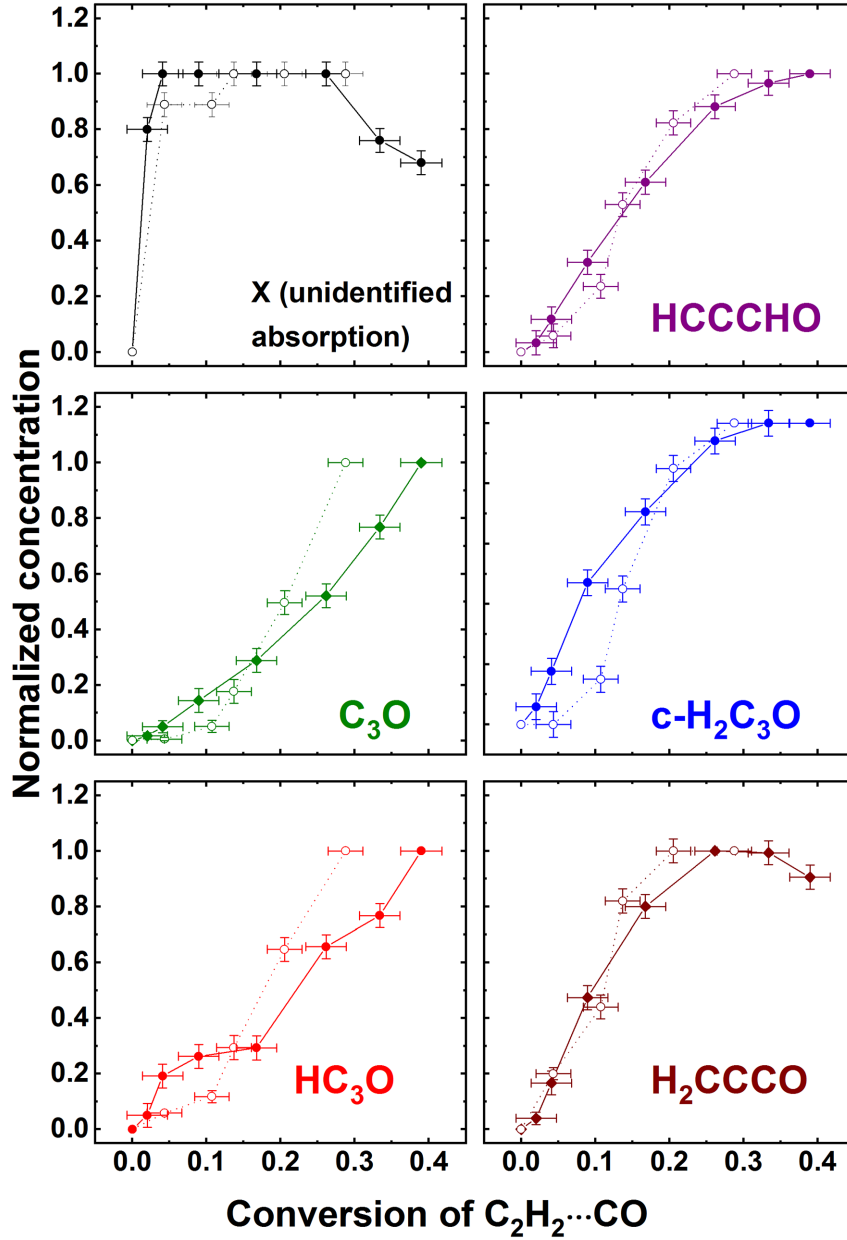 1.2
1.0
0.8
0.6
0.4
0.2
0.0
X (unidentified
absorption)
HCCCHO
Normalized concentration
1.2
1.0
0.8
0.6
0.4
0.2
0.0
C₃O
c-H₂C₃O
1.2
1.0
0.8
0.6
0.4
0.2
0.0
HC₃O
H₂CCCO
0.0 0.1 0.2 0.3 0.4
0.0 0.1 0.2 0.3 0.4
Conversion of C₂H₂···CO